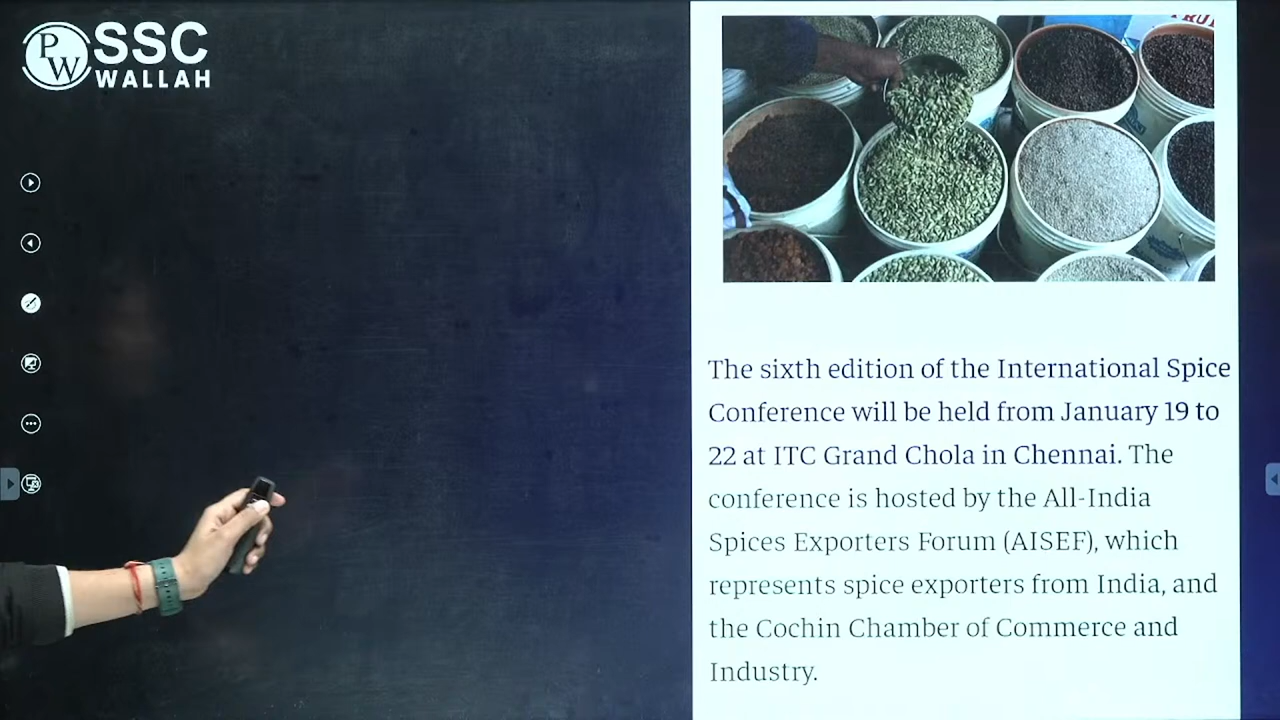 PW SSC
WALLAH
The sixth edition of the International Spice
Conference will be held from January 19 to
22 at ITC Grand Chola in Chennai. The
conference is hosted by the All-India
Spices Exporters Forum (AISEF), which
represents spice exporters from India, and
the Cochin Chamber of Commerce and
Industry.